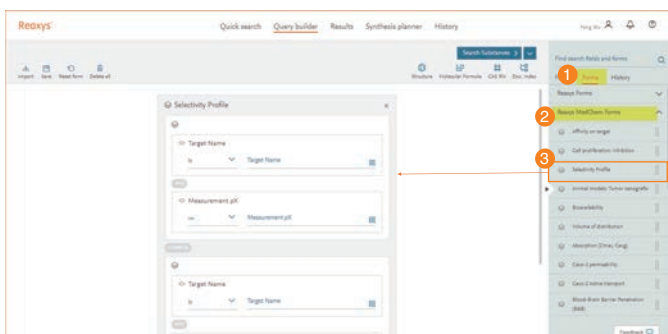 Reaxys®
Quick search Query builder Results Synthesis planner History
Import Save Reset form Delete all
Search Substances >
Structure Molecular Formula CAS RN Doc. Index
Find search fields and forms
1 Forms History
Reaxys Forms
2 Reaxys MedChem Forms
Affinity on target
Cell proliferation inhibition
3 Selectivity Profile
Animal models: Tumor xenografts
Bioavailability
Volume of distribution
Absorption (Cmax, Cavg)
Caco-2 permeability
Caco-2 Active transport
Blood-Brain Barrier Penetration
(BBB)
Feedback
Selectivity Profile ×
Target Name
is Target Name
Measurement pX
Measurement pX
Target Name
is Target Name